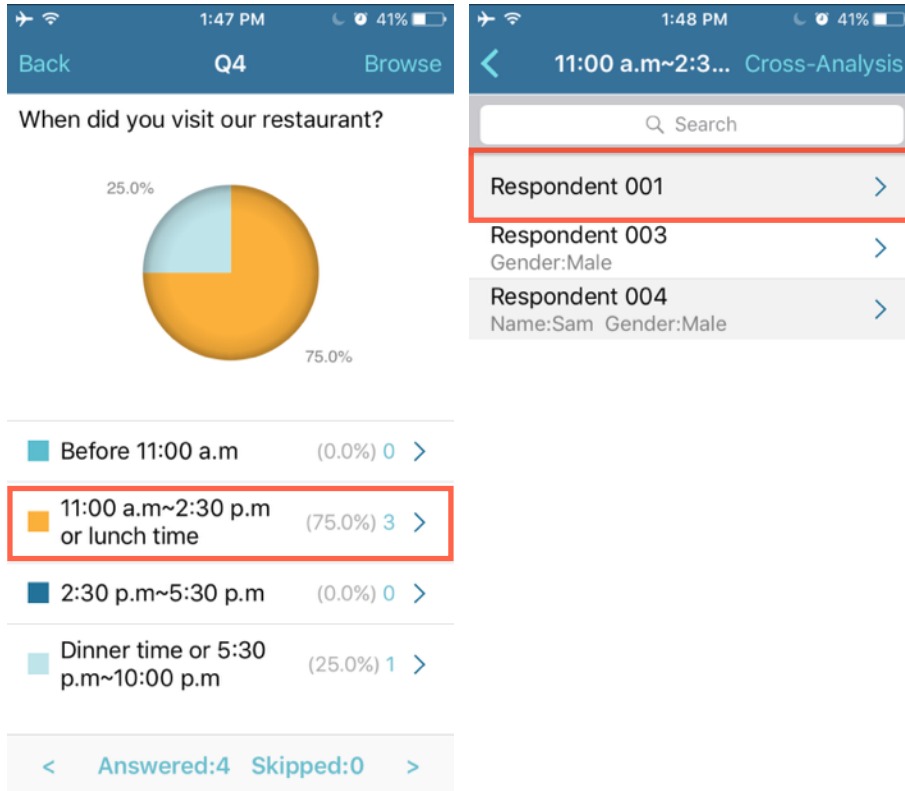 1:47 PM
41%
Back
Q4
Browse
When did you visit our restaurant?
25.0%
75.0%
Before 11:00 a.m (0.0%) 0
11:00 a.m~2:30 p.m
or lunch time
(75.0%) 3
2:30 p.m~5:30 p.m (0.0%) 0
Dinner time or 5:30
p.m~10:00 p.m
(25.0%) 1
< Answered:4 Skipped:0 >
1:48 PM
41%
11:00 a.m~2:3... Cross-Analysis
Search
Respondent 001
Respondent 003
Gender:Male
Respondent 004
Name:Sam Gender:Male